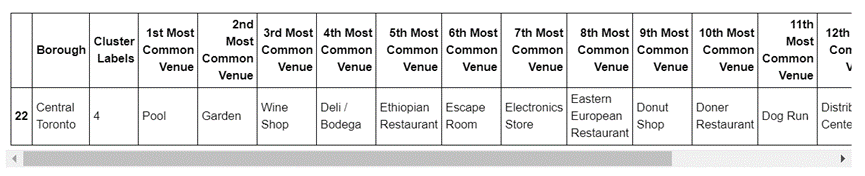 Borough
Cluster
Labels
1st Most
Common
Venue
2nd
Most
Common
Venue
3rd Most
Common
Venue
4th Most
Common
Venue
5th Most
Common
Venue
6th Most
Common
Venue
7th Most
Common
Venue
8th Most
Common
Venue
9th Most
Common
Venue
10th Most
Common
Venue
11th
Most
Common
Venue
12th
22
Central
Toronto
4
Pool
Garden
Wine
Shop
Deli /
Bodega
Ethiopian
Restaurant
Escape
Room
Electronics
Store
Eastern
European
Restaurant
Donut
Shop
Doner
Restaurant
Dog Run
Distrib
Cente